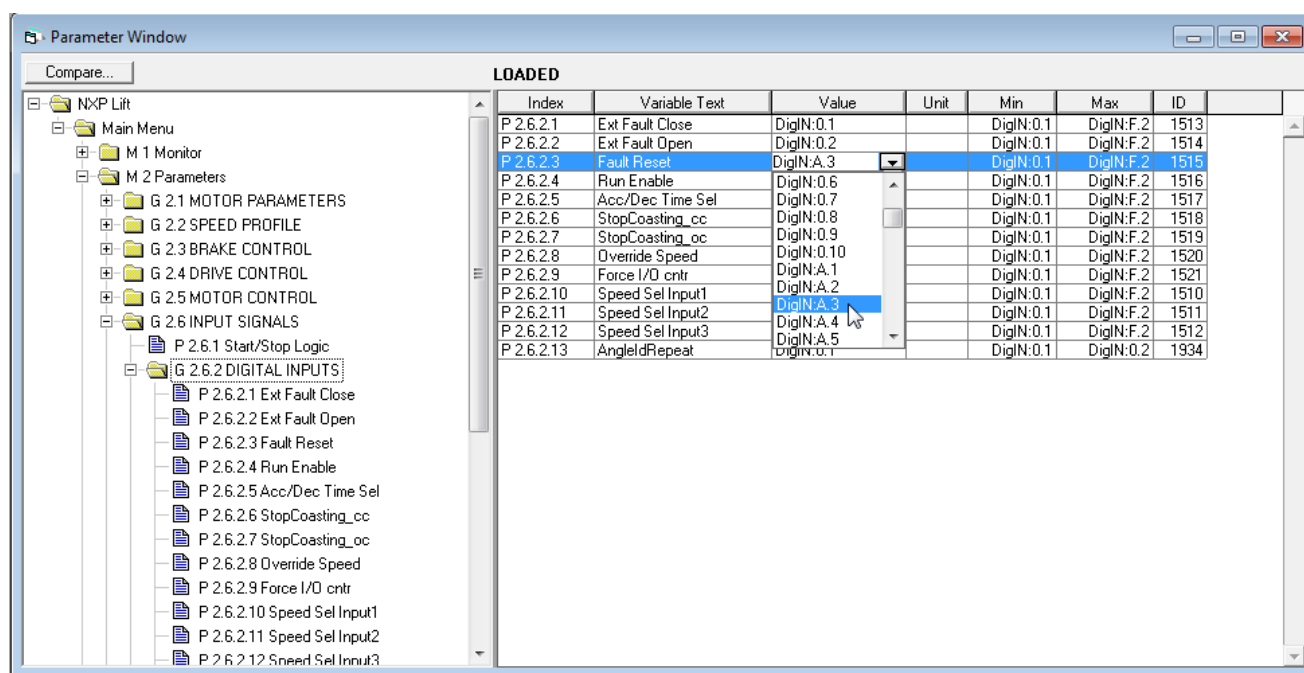 Parameter Window
Compare... LOADED
NXP Lift
Main Menu
M 1 Monitor
M 2 Parameters
G 2.1 MOTOR PARAMETERS
G 2.2 SPEED PROFILE
G 2.3 BRAKE CONTROL
G 2.4 DRIVE CONTROL
G 2.5 MOTOR CONTROL
G 2.6 INPUT SIGNALS
P 2.6.1 Start/Stop Logic
G 2.6.2 DIGITAL INPUTS
P 2.6.2.1 Ext Fault Close
P 2.6.2.2 Ext Fault Open
P 2.6.2.3 Fault Reset
P 2.6.2.4 Run Enable
P 2.6.2.5 Acc/Dec Time Sel
P 2.6.2.6 StopCoasting_cc
P 2.6.2.7 StopCoasting_oc
P 2.6.2.8 Override Speed
P 2.6.2.9 Force I/O cntr
P 2.6.2.10 Speed Sel Input1
P 2.6.2.11 Speed Sel Input2
P 2.6.2.12 Speed Sel Input3
Index Variable Text Value Unit Min Max ID
P 2.6.2.1 Ext Fault Close DigIN:0.1 DigIN:0.1 DigIN:F.2 1513
P 2.6.2.2 Ext Fault Open DigIN:0.2 DigIN:0.1 DigIN:F.2 1514
P 2.6.2.3 Fault Reset DigIN:A.3 DigIN:0.1 DigIN:F.2 1515
P 2.6.2.4 Run Enable DigIN:0.6 DigIN:0.1 DigIN:F.2 1516
P 2.6.2.5 Acc/Dec Time Sel DigIN:0.7 DigIN:0.1 DigIN:F.2 1517
P 2.6.2.6 StopCoasting_cc DigIN:0.8 DigIN:0.1 DigIN:F.2 1518
P 2.6.2.7 StopCoasting_oc DigIN:0.9 DigIN:0.1 DigIN:F.2 1519
P 2.6.2.8 Override Speed DigIN:0.10 DigIN:0.1 DigIN:F.2 1520
P 2.6.2.9 Force I/O cntr DigIN:A.1 DigIN:0.1 DigIN:F.2 1521
P 2.6.2.10 Speed Sel Input1 DigIN:A.2 DigIN:0.1 DigIN:F.2 1510
P 2.6.2.11 Speed Sel Input2 DigIN:A.3 DigIN:0.1 DigIN:F.2 1511
P 2.6.2.12 Speed Sel Input3 DigIN:A.4 DigIN:0.1 DigIN:F.2 1512
DigIN:A.5
P 2.6.2.13 AngleIdRepeat DigIN:0.1 DigIN:0.1 DigIN:0.2 1934